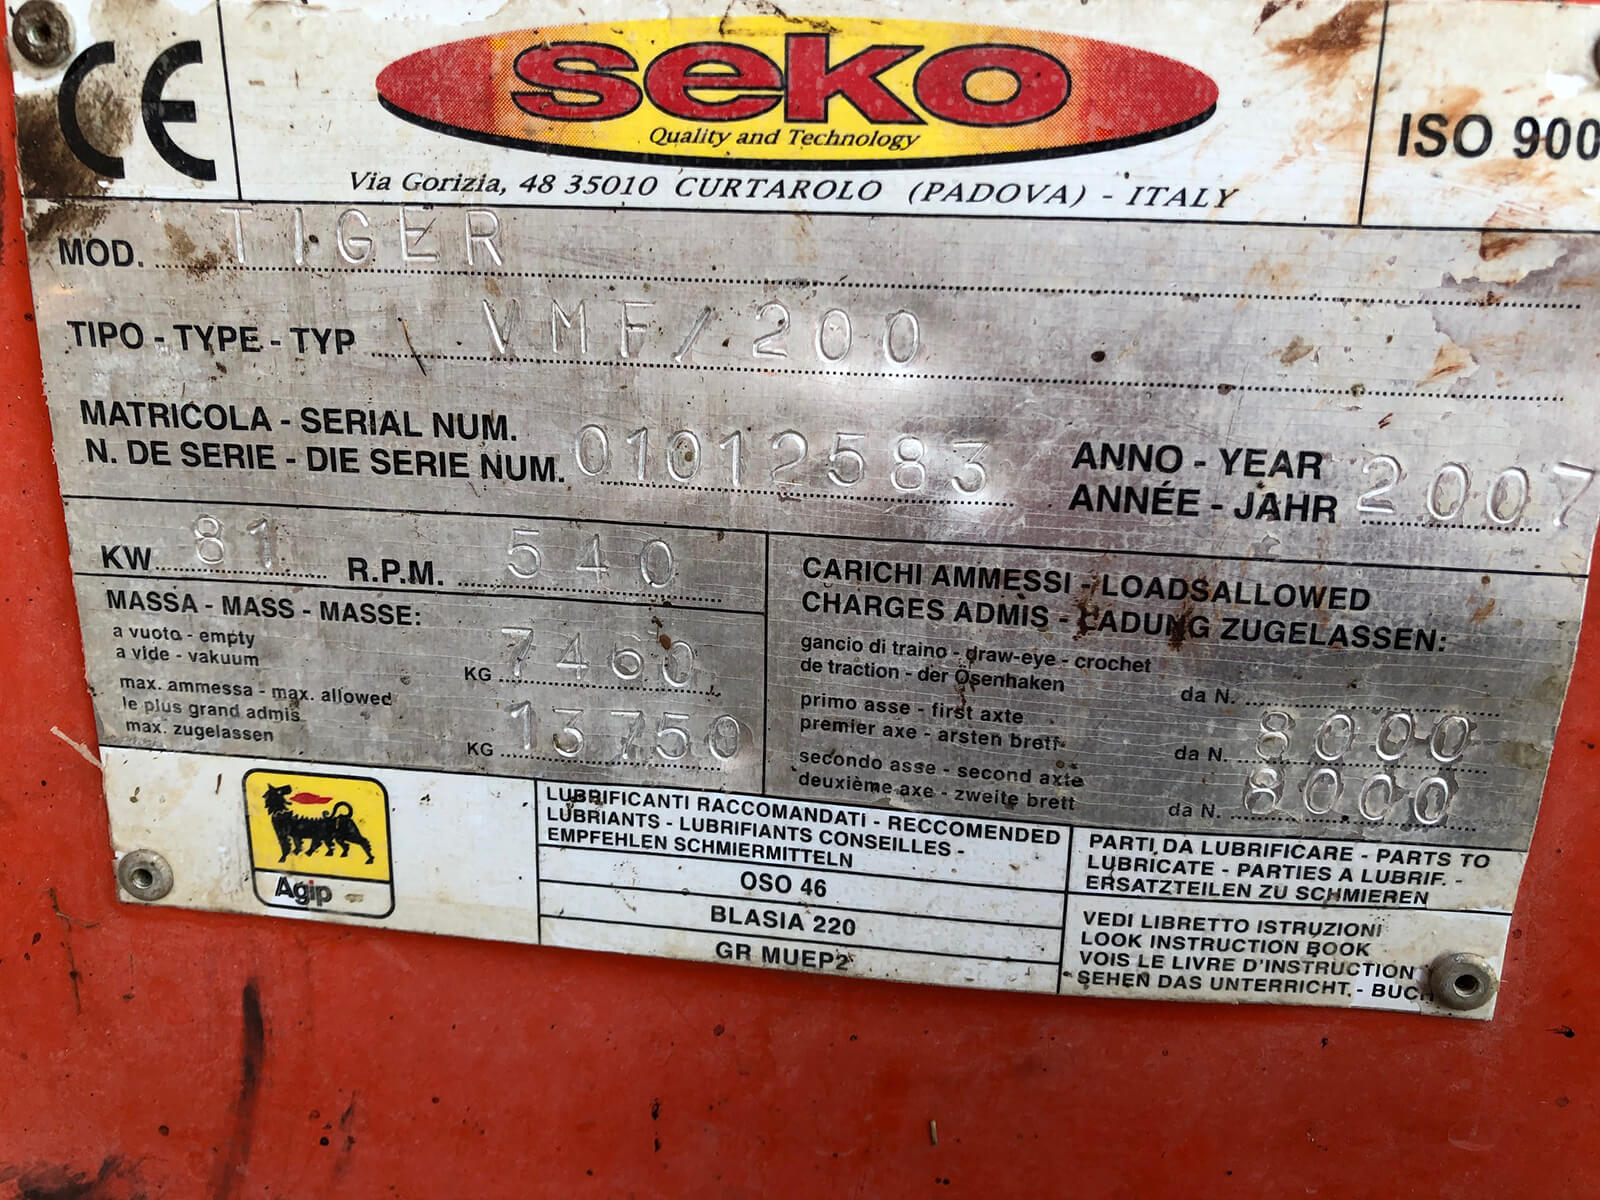 CE
seko
Quality and Technology
ISO 900
Via Gorizia, 48 35010 CURTAROLO (PADOVA) - ITALY
MOD. TIGER
TIPO - TYPE - TYP VMF/200
MATRICOLA - SERIAL NUM.
N. DE SERIE - DIE SERIE NUM. 01012583
ANNO - YEAR
ANNÉE - JAHR 2007
KW 81 R.P.M. 540
MASSA - MASS - MASSE:
a vuoto - empty
a vide - vakuum KG 7460
max. ammessa - max. allowed
le plus grand admis
max. zugelassen KG 13750
CARICHI AMMESSI - LOADSALLOWED
CHARGES ADMIS - LADUNG ZUGELASSEN:
gancio di traino - draw-eye - crochet
de traction - der Osenhaken da N.
primo asse - first axte
premier axe - arsten brett da N. 8000
secondo asse - second axte
deuxième axe - zweite brett da N. 8000
Agip
LUBRIFICANTI RACCOMANDATI - RECCOMENDED
LUBRIANTS - LUBRIFIANTS CONSEILLES -
EMPFEHLEN SCHMIERMITTELN
OSO 46
BLASIA 220
GR MUEP2
PARTI DA LUBRIFICARE - PARTS TO
LUBRICATE - PARTIES A LUBRIF. -
ERSATZTEILEN ZU SCHMIEREN
VEDI LIBRETTO ISTRUZIONI
LOOK INSTRUCTION BOOK
VOIS LE LIVRE D'INSTRUCTION
SEHEN DAS UNTERRICHT. - BUCH